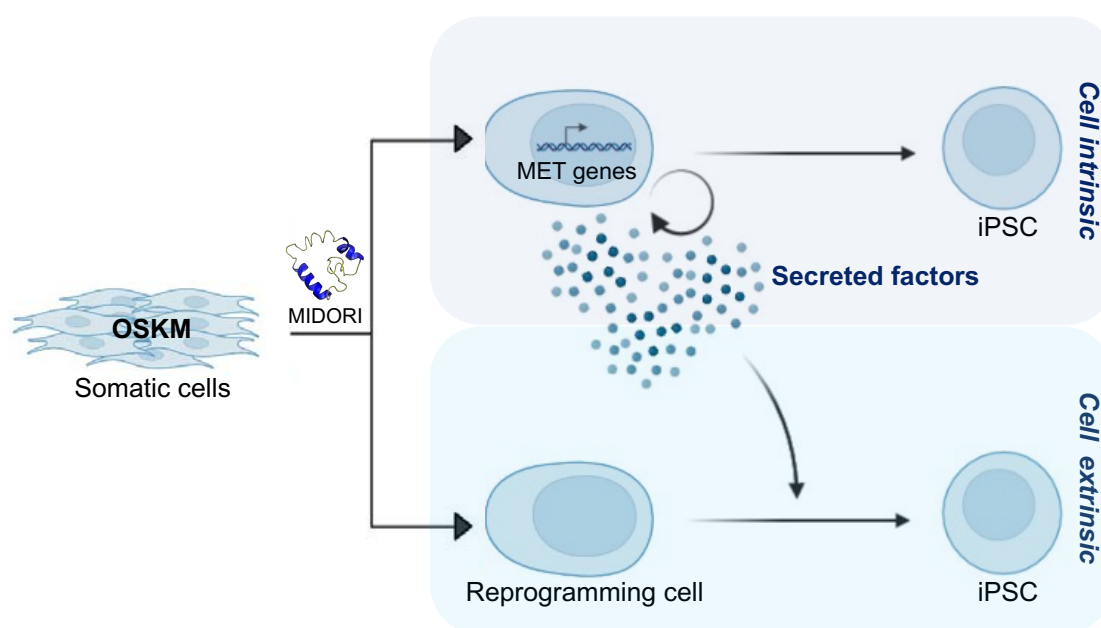 MET genes
iPSC
Cell intrinsic
Secreted factors
MIDORI
OSKM
Somatic cells
Reprogramming cell
iPSC
Cell extrinsic